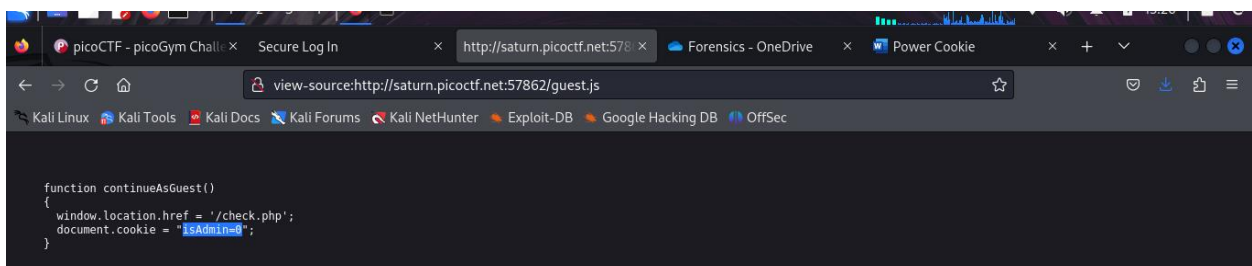 picoCTF - picoGym Challe Secure Log In http://saturn.picoctf.net:578 Forensics - OneDrive Power Cookie
view-source:http://saturn.picoctf.net:57862/guest.js
Kali Linux Kali Tools Kali Docs Kali Forums Kali NetHunter Exploit-DB Google Hacking DB OffSec
function continueAsGuest()
{
window.location.href = '/check.php';
document.cookie = "isAdmin=0";
}